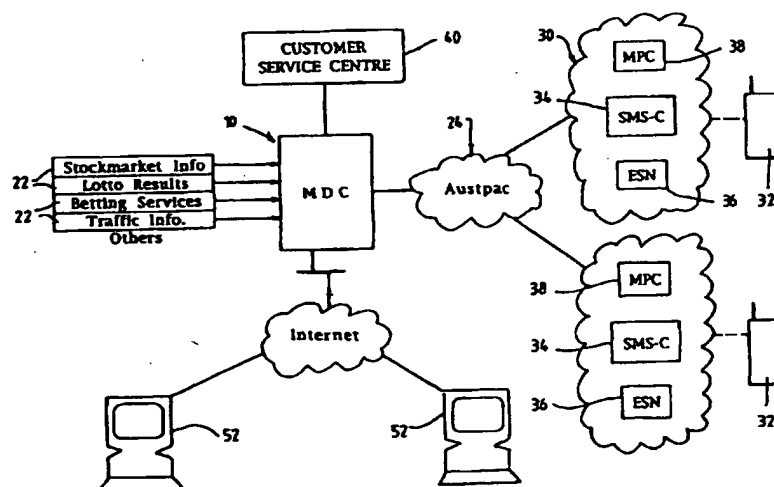 CUSTOMER
SERVICE CENTRE
40
30
MPC
38
34
SMS-C
10
24
22
Stockmarket Info
Lotto Results
22
Betting Services
Traffic Info.
Others
MDC
Austpac
ESN
36
32
MPC
38
Internet
34
SMS-C
52
52
36
ESN
32